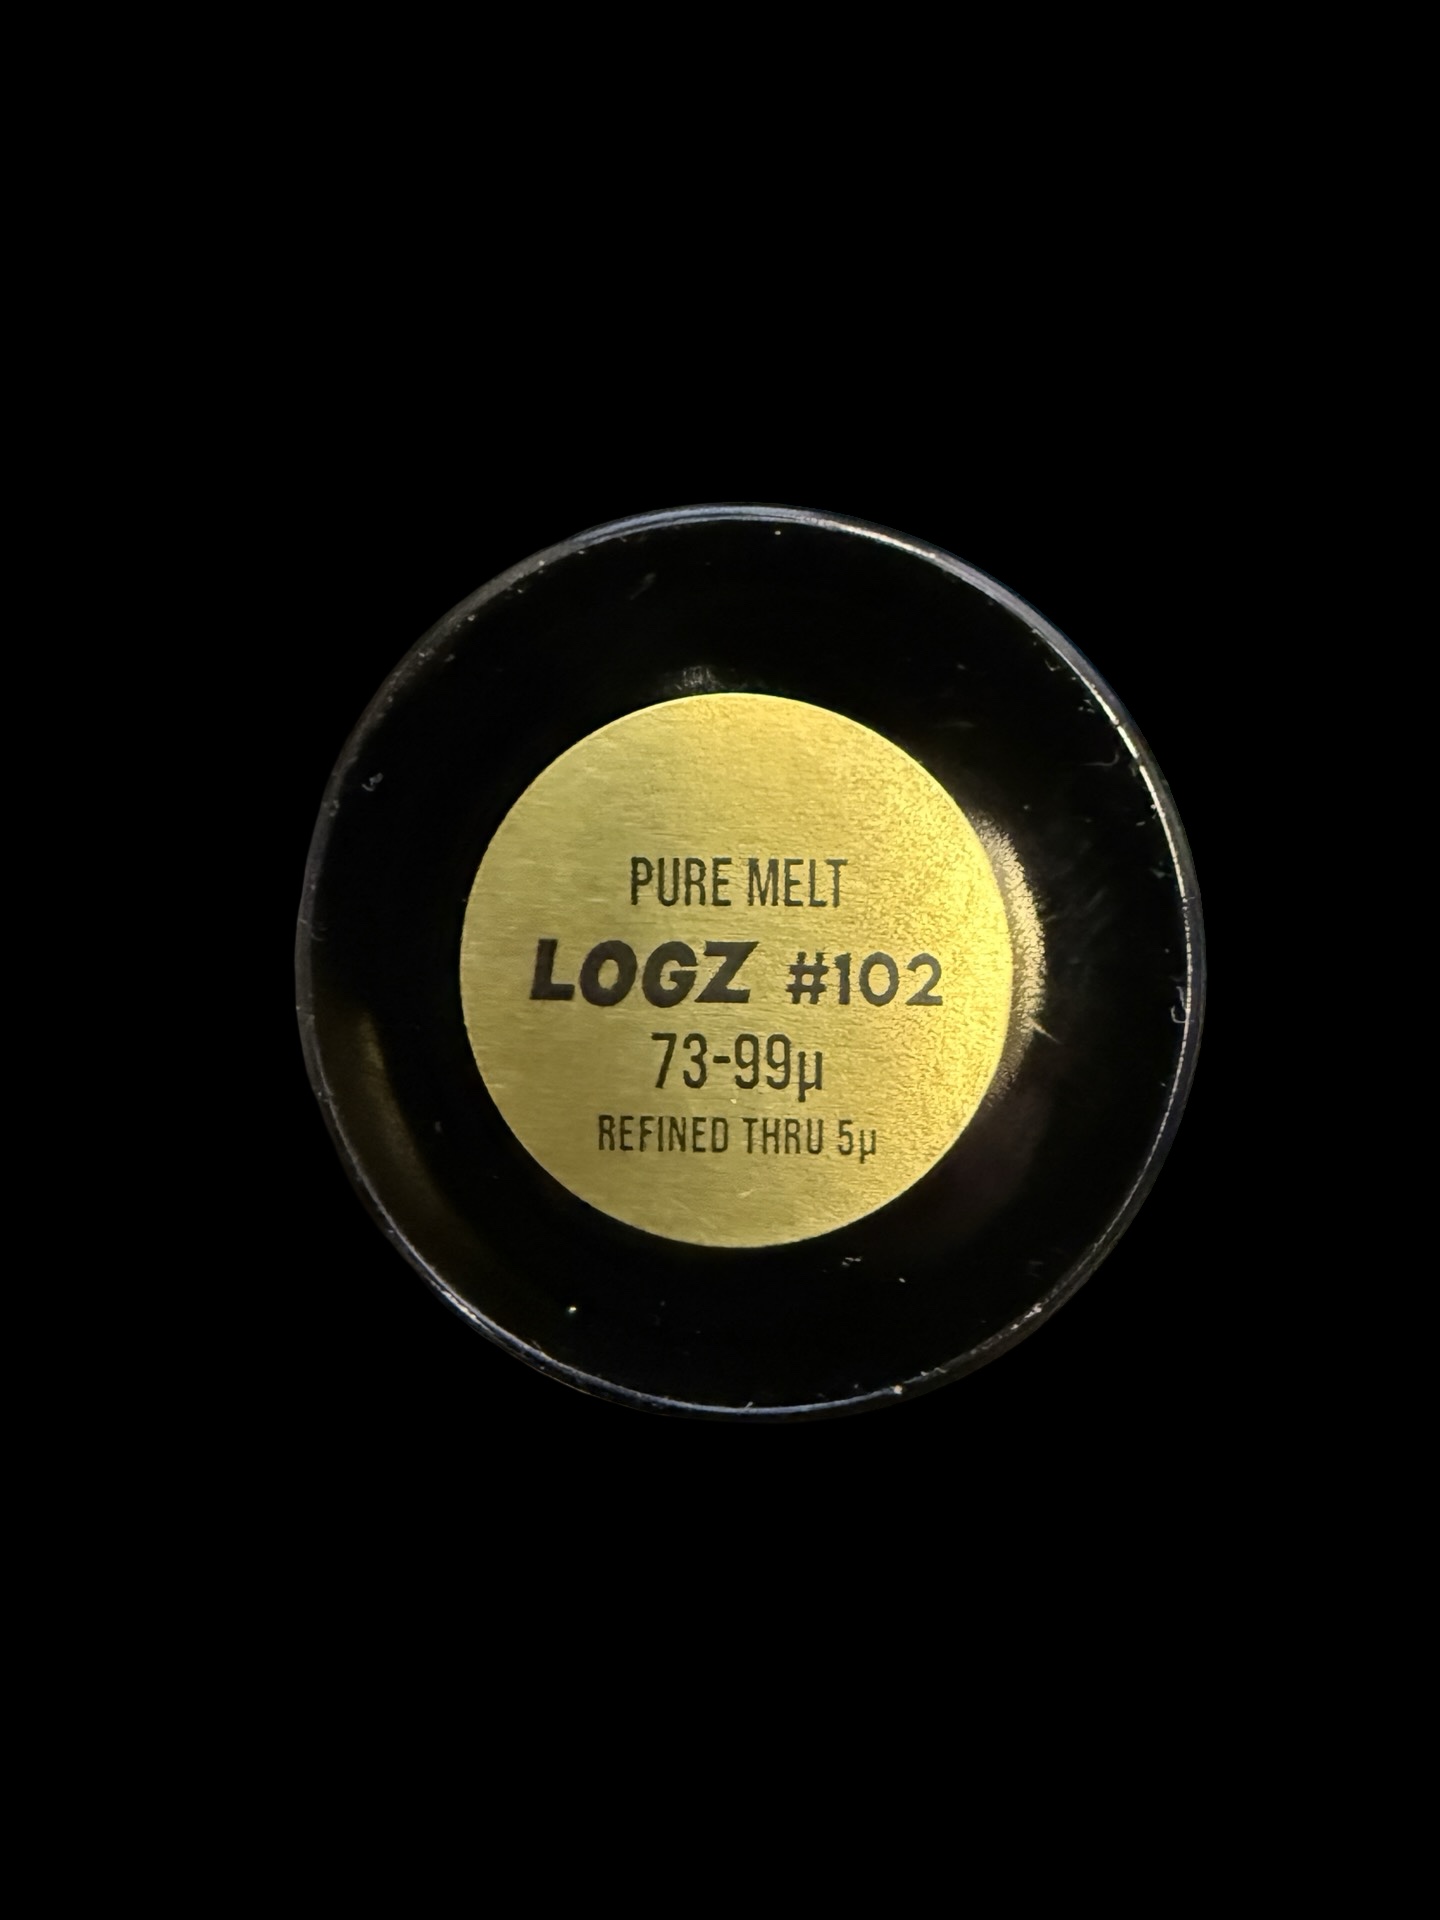 PURE MELT
LOGZ #102
73-99µ
REFINED THRU 5µ